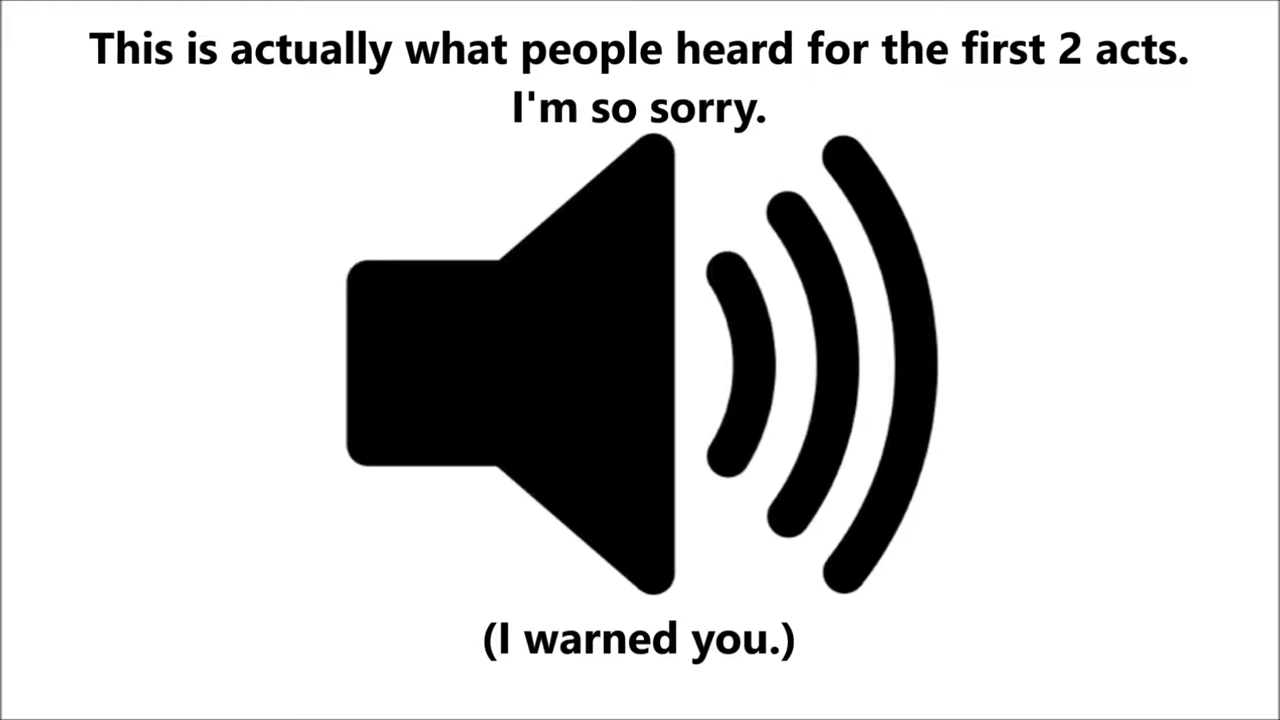 This is actually what people heard for the first 2 acts.
I'm so sorry.
(I warned you.)